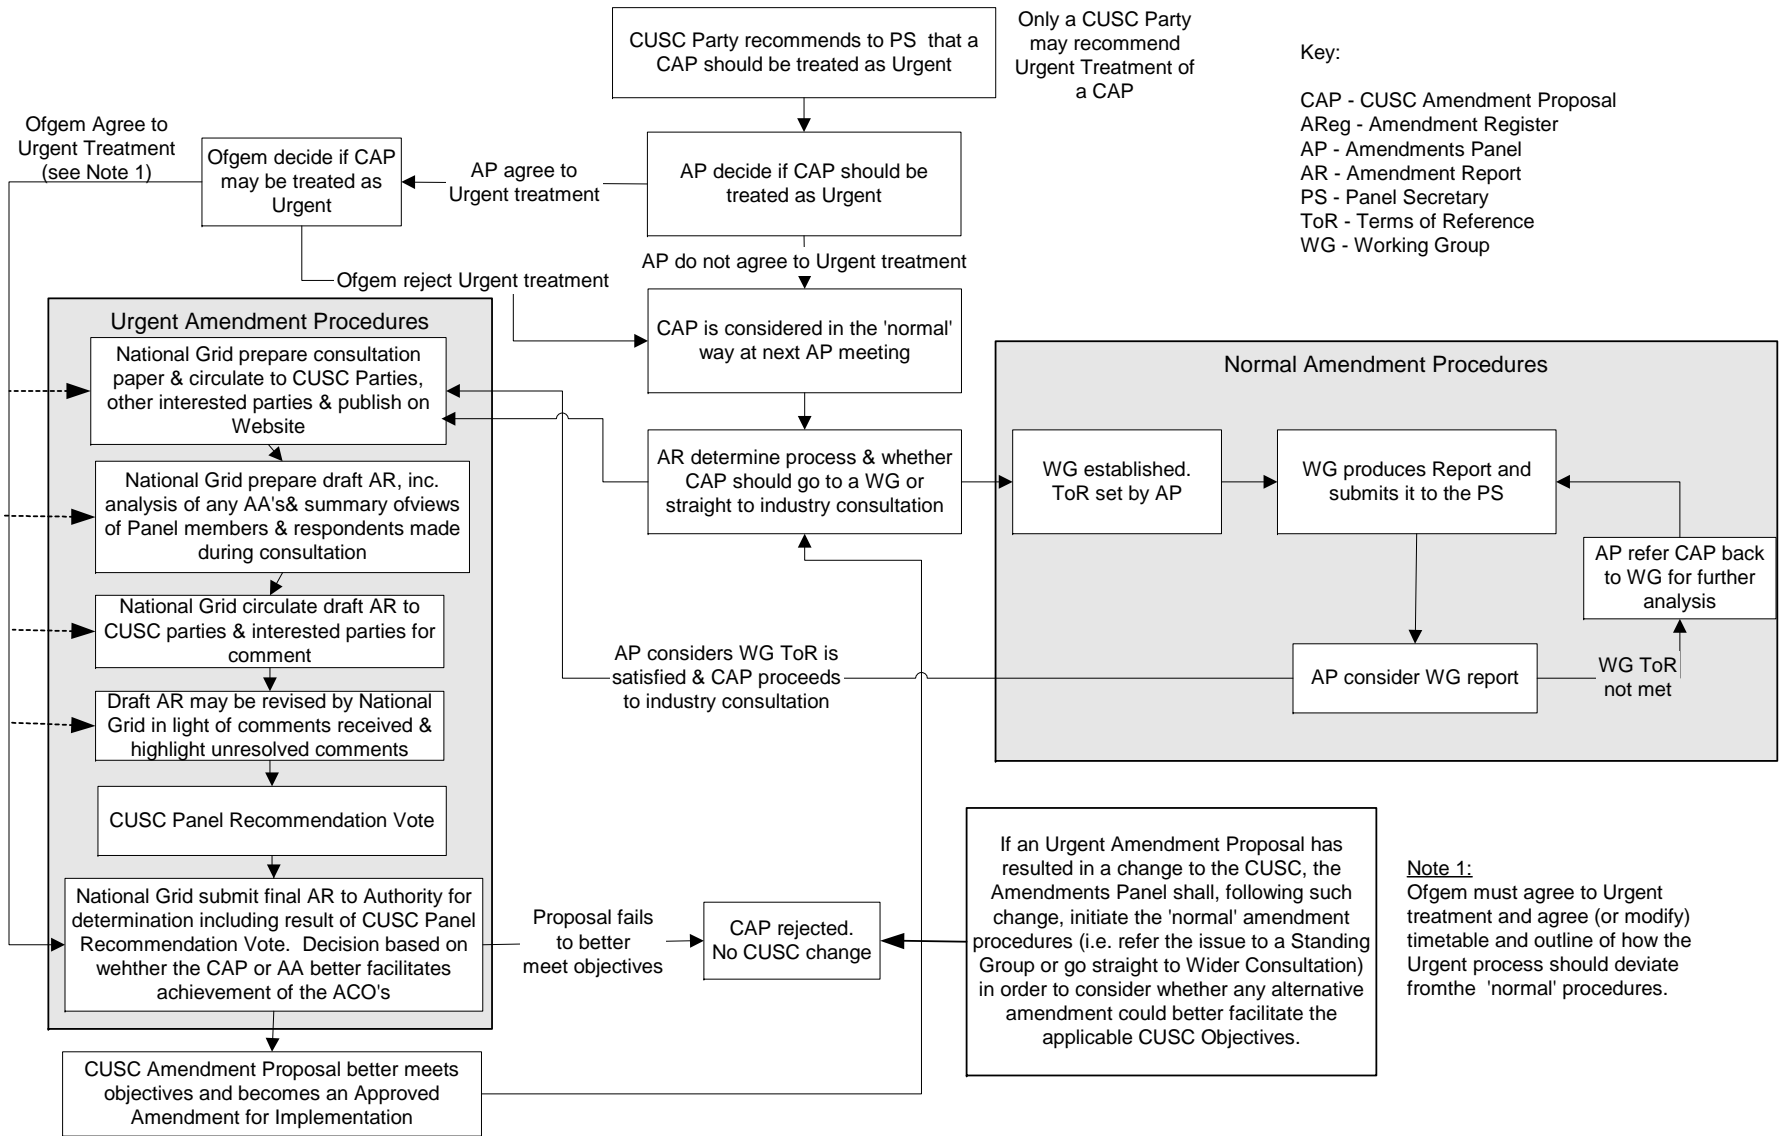 CUSC Party recommends to PS  that a
CAP should be treated as Urgent
Only a CUSC Party
may recommend
Urgent Treatment of
a CAP
Key:
CAP - CUSC Amendment Proposal
AReg - Amendment Register
AP - Amendments Panel
AR - Amendment Report
PS - Panel Secretary
ToR - Terms of Reference
WG - Working Group
Ofgem Agree to
Urgent Treatment
(see Note 1)
Ofgem decide if CAP
may be treated as
Urgent
AP agree to
Urgent treatment
AP decide if CAP should be
treated as Urgent
AP do not agree to Urgent treatment
Ofgem reject Urgent treatment
CAP is considered in the 'normal'
way at next AP meeting
Urgent Amendment Procedures
National Grid prepare consultation
paper & circulate to CUSC Parties,
other interested parties & publish on
Website
National Grid prepare draft AR, inc.
analysis of any AA's& summary ofviews
of Panel members & respondents made
during consultation
National Grid circulate draft AR to
CUSC parties & interested parties for
comment
Draft AR may be revised by National
Grid in light of comments received &
highlight unresolved comments
CUSC Panel Recommendation Vote
National Grid submit final AR to Authority for
determination including result of CUSC Panel
Recommendation Vote.  Decision based on
wehther the CAP or AA better facilitates
achievement of the ACO's
CUSC Amendment Proposal better meets
objectives and becomes an Approved
Amendment for Implementation
AR determine process & whether
CAP should go to a WG or
straight to industry consultation
Normal Amendment Procedures
WG established.
ToR set by AP
WG produces Report and
submits it to the PS
AP refer CAP back
to WG for further
analysis
AP consider WG report
WG ToR
not met
AP considers WG ToR is
satisfied & CAP proceeds
to industry consultation
Proposal fails
to better
meet objectives
CAP rejected.
No CUSC change
If an Urgent Amendment Proposal has
resulted in a change to the CUSC, the
Amendments Panel shall, following such
change, initiate the 'normal' amendment
procedures (i.e. refer the issue to a Standing
Group or go straight to Wider Consultation)
in order to consider whether any alternative
amendment could better facilitate the
applicable CUSC Objectives.
Note 1:
Ofgem must agree to Urgent
treatment and agree (or modify)
timetable and outline of how the
Urgent process should deviate
fromthe  'normal' procedures.